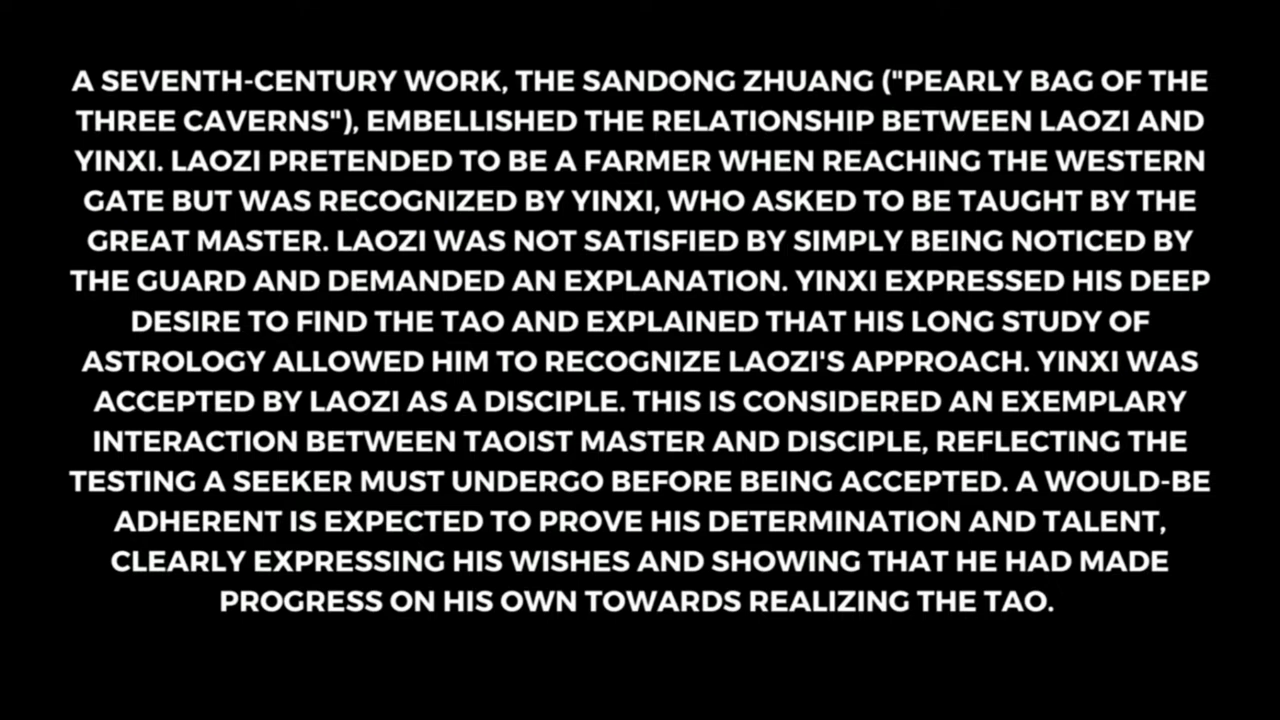 A SEVENTH-CENTURY WORK, THE SANDONG ZHUANG ("PEARLY BAG OF THE
THREE CAVERNS"), EMBELLISHED THE RELATIONSHIP BETWEEN LAOZI AND
YINXI. LAOZI PRETENDED TO BE A FARMER WHEN REACHING THE WESTERN
GATE BUT WAS RECOGNIZED BY YINXI, WHO ASKED TO BE TAUGHT BY THE
GREAT MASTER. LAOZI WAS NOT SATISFIED BY SIMPLY BEING NOTICED BY
THE GUARD AND DEMANDED AN EXPLANATION. YINXI EXPRESSED HIS DEEP
DESIRE TO FIND THE TAO AND EXPLAINED THAT HIS LONG STUDY OF
ASTROLOGY ALLOWED HIM TO RECOGNIZE LAOZI'S APPROACH. YINXI WAS
ACCEPTED BY LAOZI AS A DISCIPLE. THIS IS CONSIDERED AN EXEMPLARY
INTERACTION BETWEEN TAOIST MASTER AND DISCIPLE, REFLECTING THE
TESTING A SEEKER MUST UNDERGO BEFORE BEING ACCEPTED. A WOULD-BE
ADHERENT IS EXPECTED TO PROVE HIS DETERMINATION AND TALENT,
CLEARLY EXPRESSING HIS WISHES AND SHOWING THAT HE HAD MADE
PROGRESS ON HIS OWN TOWARDS REALIZING THE TAO.